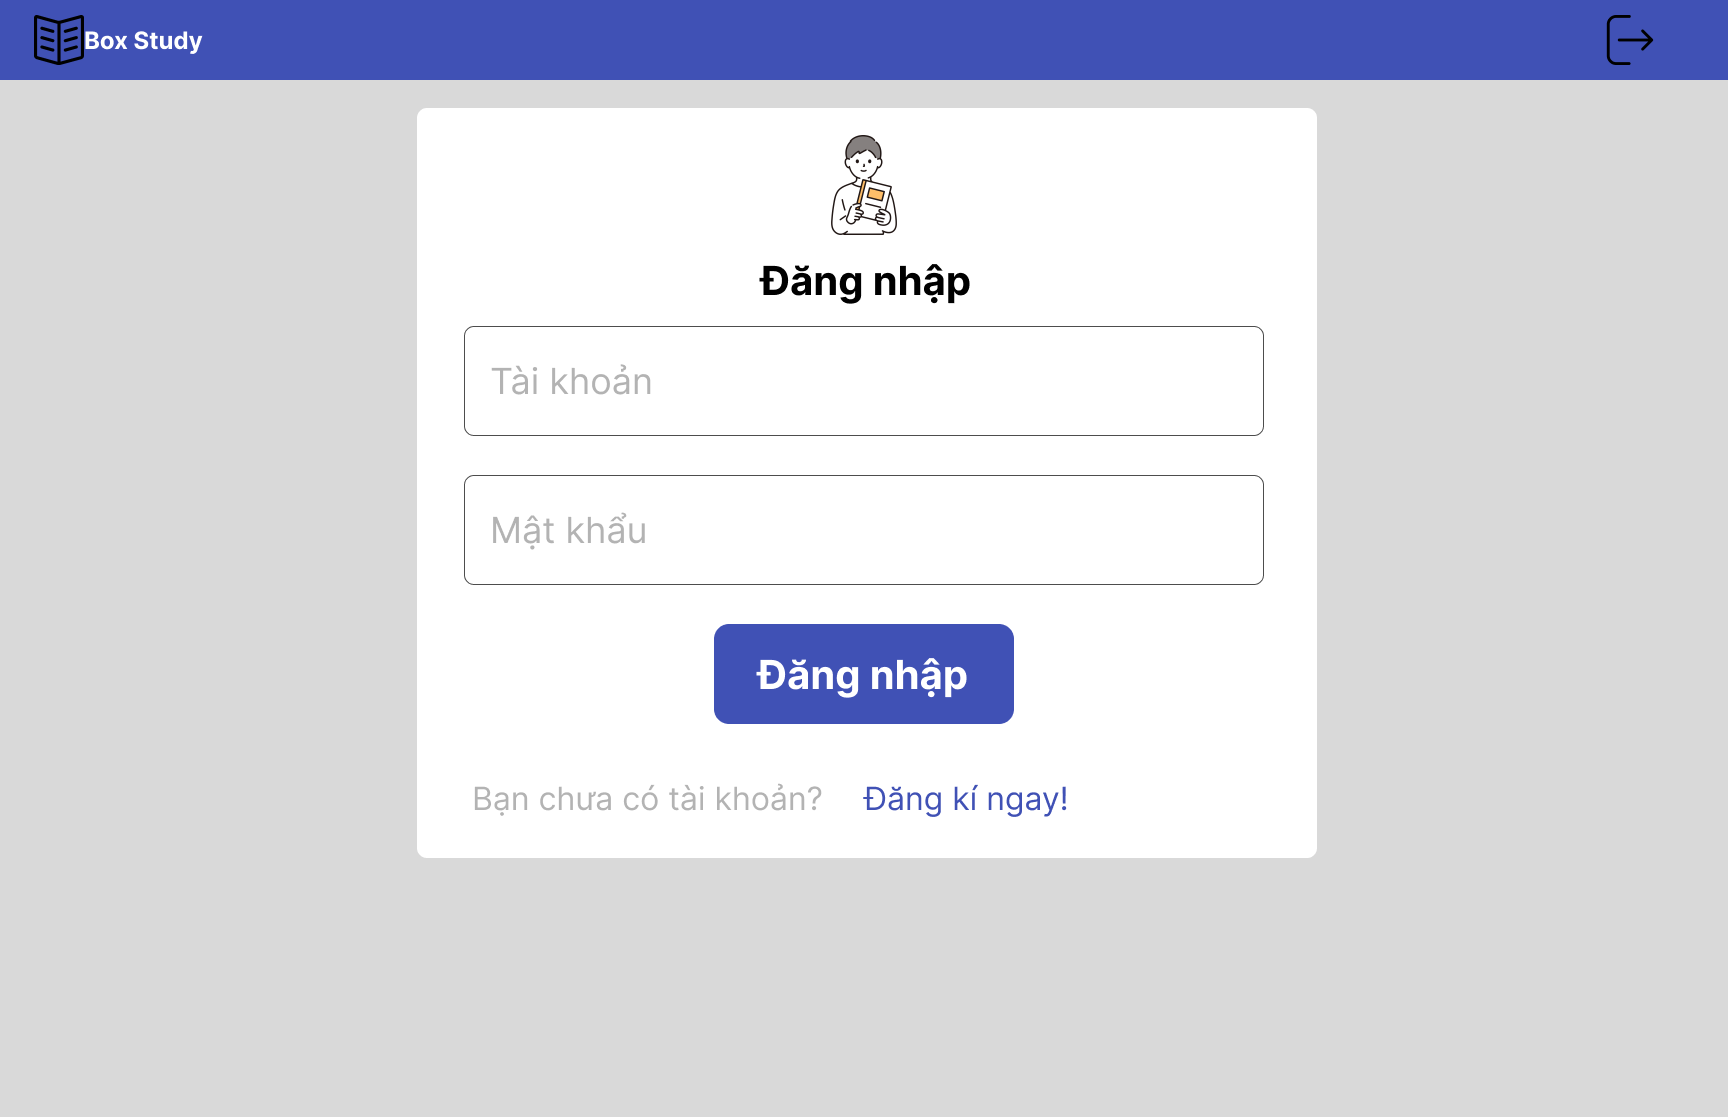 Box Study
Đăng nhập
Tài khoản
Mật khẩu
Đăng nhập
Bạn chưa có tài khoản? Đăng kí ngay!